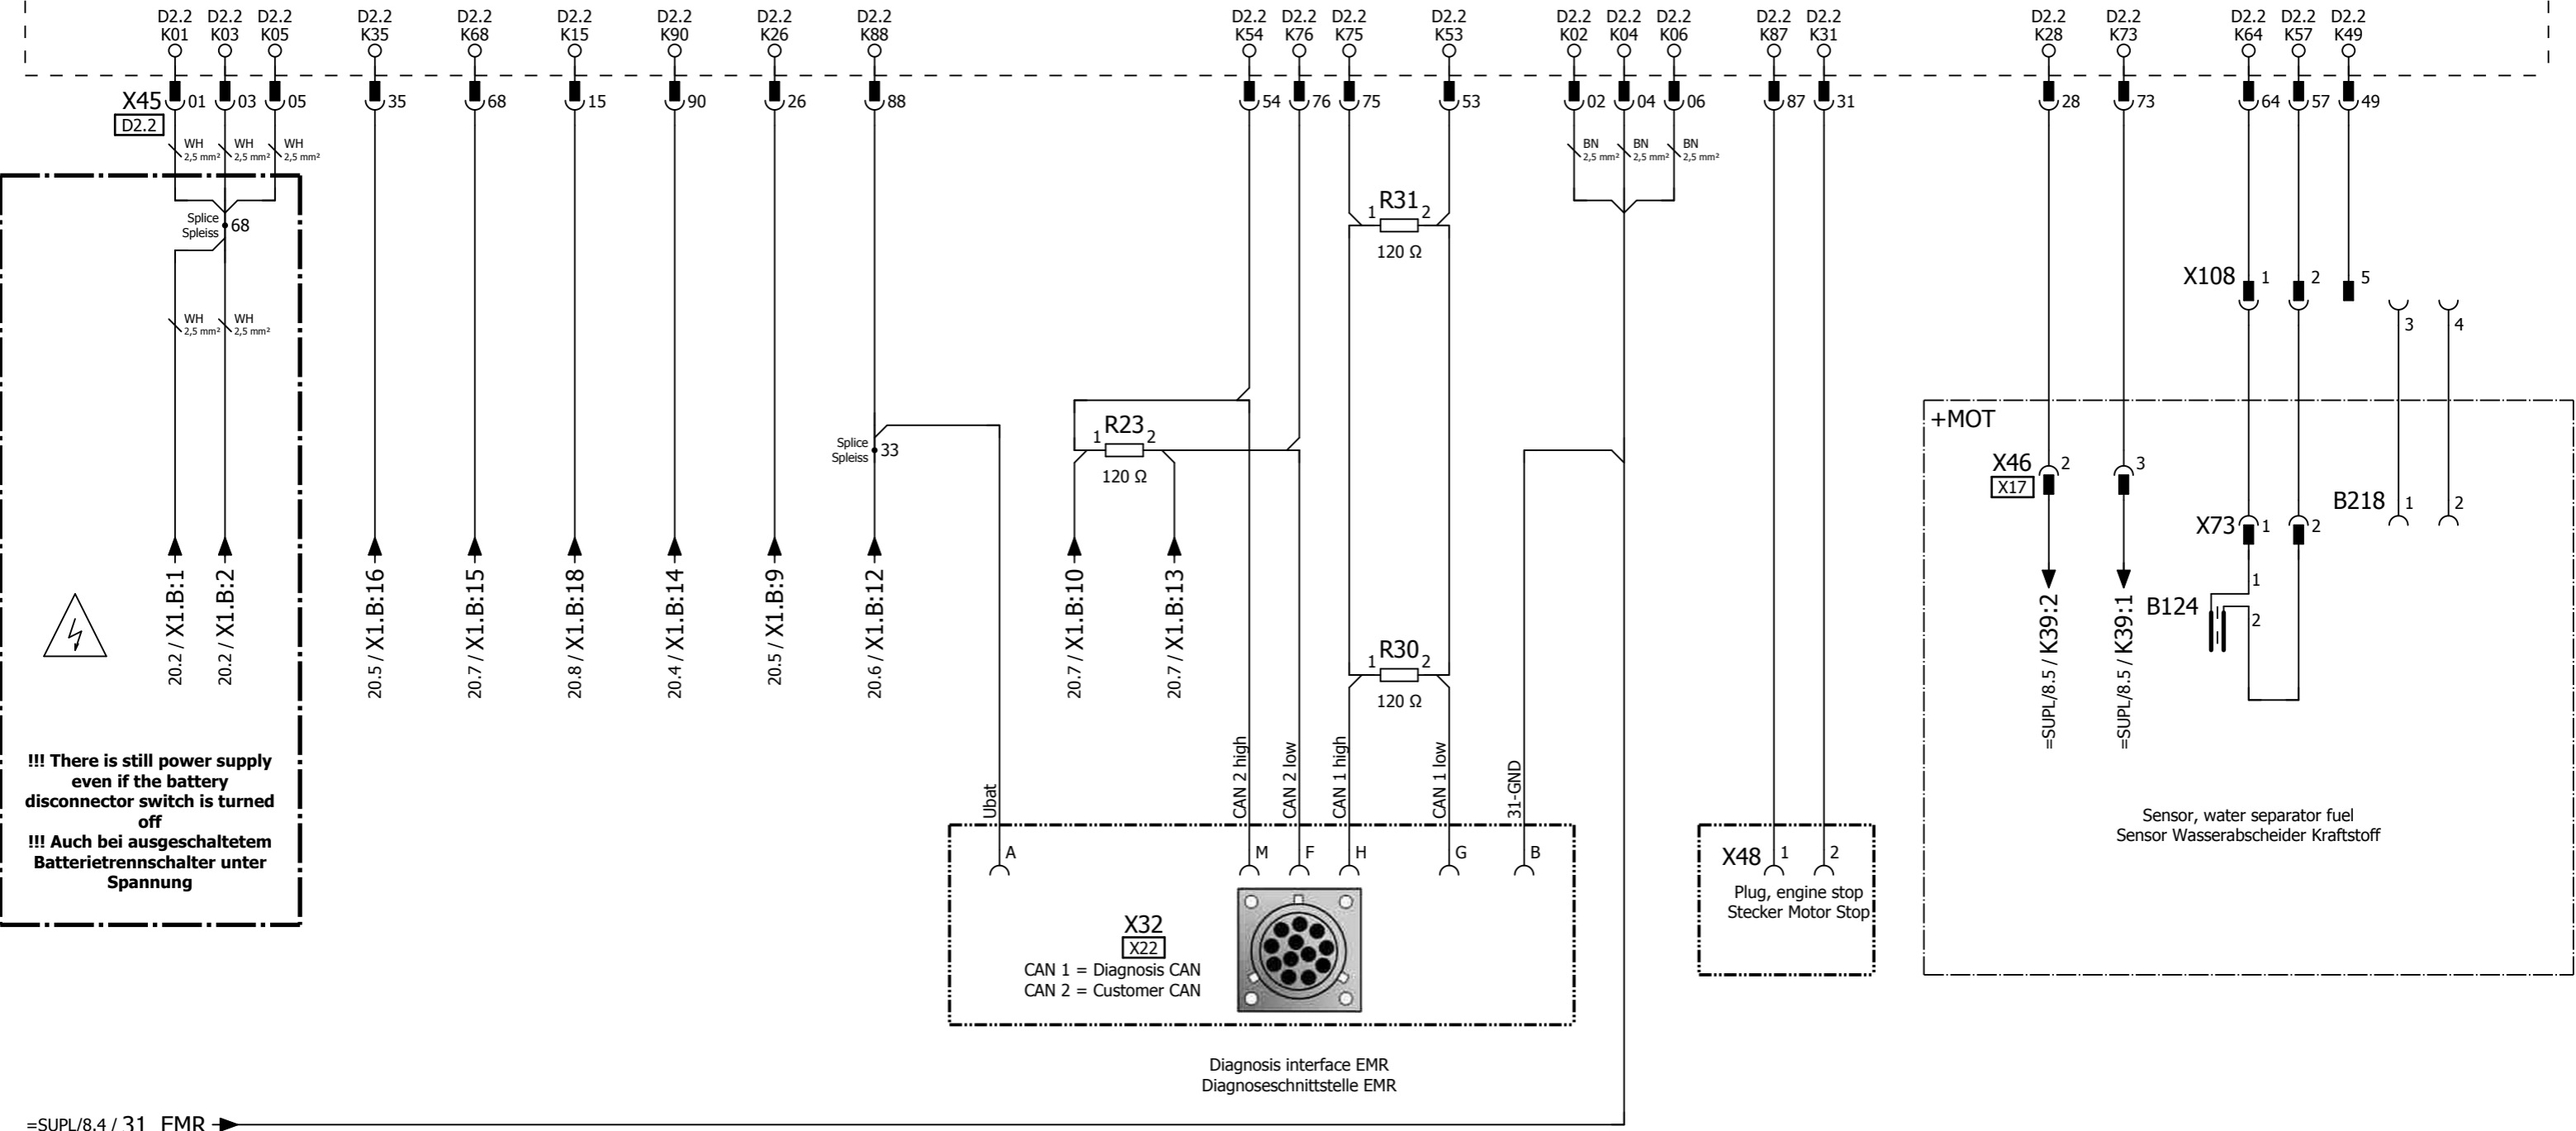 D2.2 D2.2 D2.2 D2.2 D2.2 D2.2 D2.2 D2.2 D2.2 D2.2 D2.2 D2.2 D2.2 D2.2 D2.2 D2.2 D2.2 D2.2 D2.2 D2.2 D2.2 D2.2 D2.2
K01 K03 K05 K35 K68 K15 K90 K26 K88 K54 K76 K75 K53 K02 K04 K06 K87 K31 K28 K73 K64 K57 K49
X45 01 03 05 35 68 15 90 26 88 54 76 75 53 02 04 06 87 31 28 73 64 57 49
D2.2
WH WH WH BN BN BN
2,5 mm² 2,5 mm² 2,5 mm² 2,5 mm² 2,5 mm² 2,5 mm²
R31
1 2
120 Ω
Splice
Spleiss
68
X108 1 2 5
3 4
WH WH
2,5 mm² 2,5 mm²
+MOT
R23
1 2
120 Ω
Splice
Spleiss
33
X46 2 3
X17
B218 1 2
X73 1 2
1
B124
2
20.2 / X1.B:1
20.2 / X1.B:2
20.5 / X1.B:16
20.7 / X1.B:15
20.8 / X1.B:18
20.4 / X1.B:14
20.5 / X1.B:9
20.6 / X1.B:12
20.7 / X1.B:10
20.7 / X1.B:13
=SUPL/8.5 / K39:2
=SUPL/8.5 / K39:1
R30
1 2
120 Ω
!!! There is still power supply
even if the battery
disconnector switch is turned
off
!!! Auch bei ausgeschaltetem
Batterietrennschalter unter
Spannung
Ubat
CAN 2 high
CAN 2 low
CAN 1 high
CAN 1 low
31-GND
A M F H G B
X32
X22
CAN 1 = Diagnosis CAN
CAN 2 = Customer CAN
X48 1 2
Plug, engine stop
Stecker Motor Stop
Sensor, water separator fuel
Sensor Wasserabscheider Kraftstoff
Diagnosis interface EMR
Diagnoseschnittstelle EMR
=SUPL/8.4 / 31_EMR